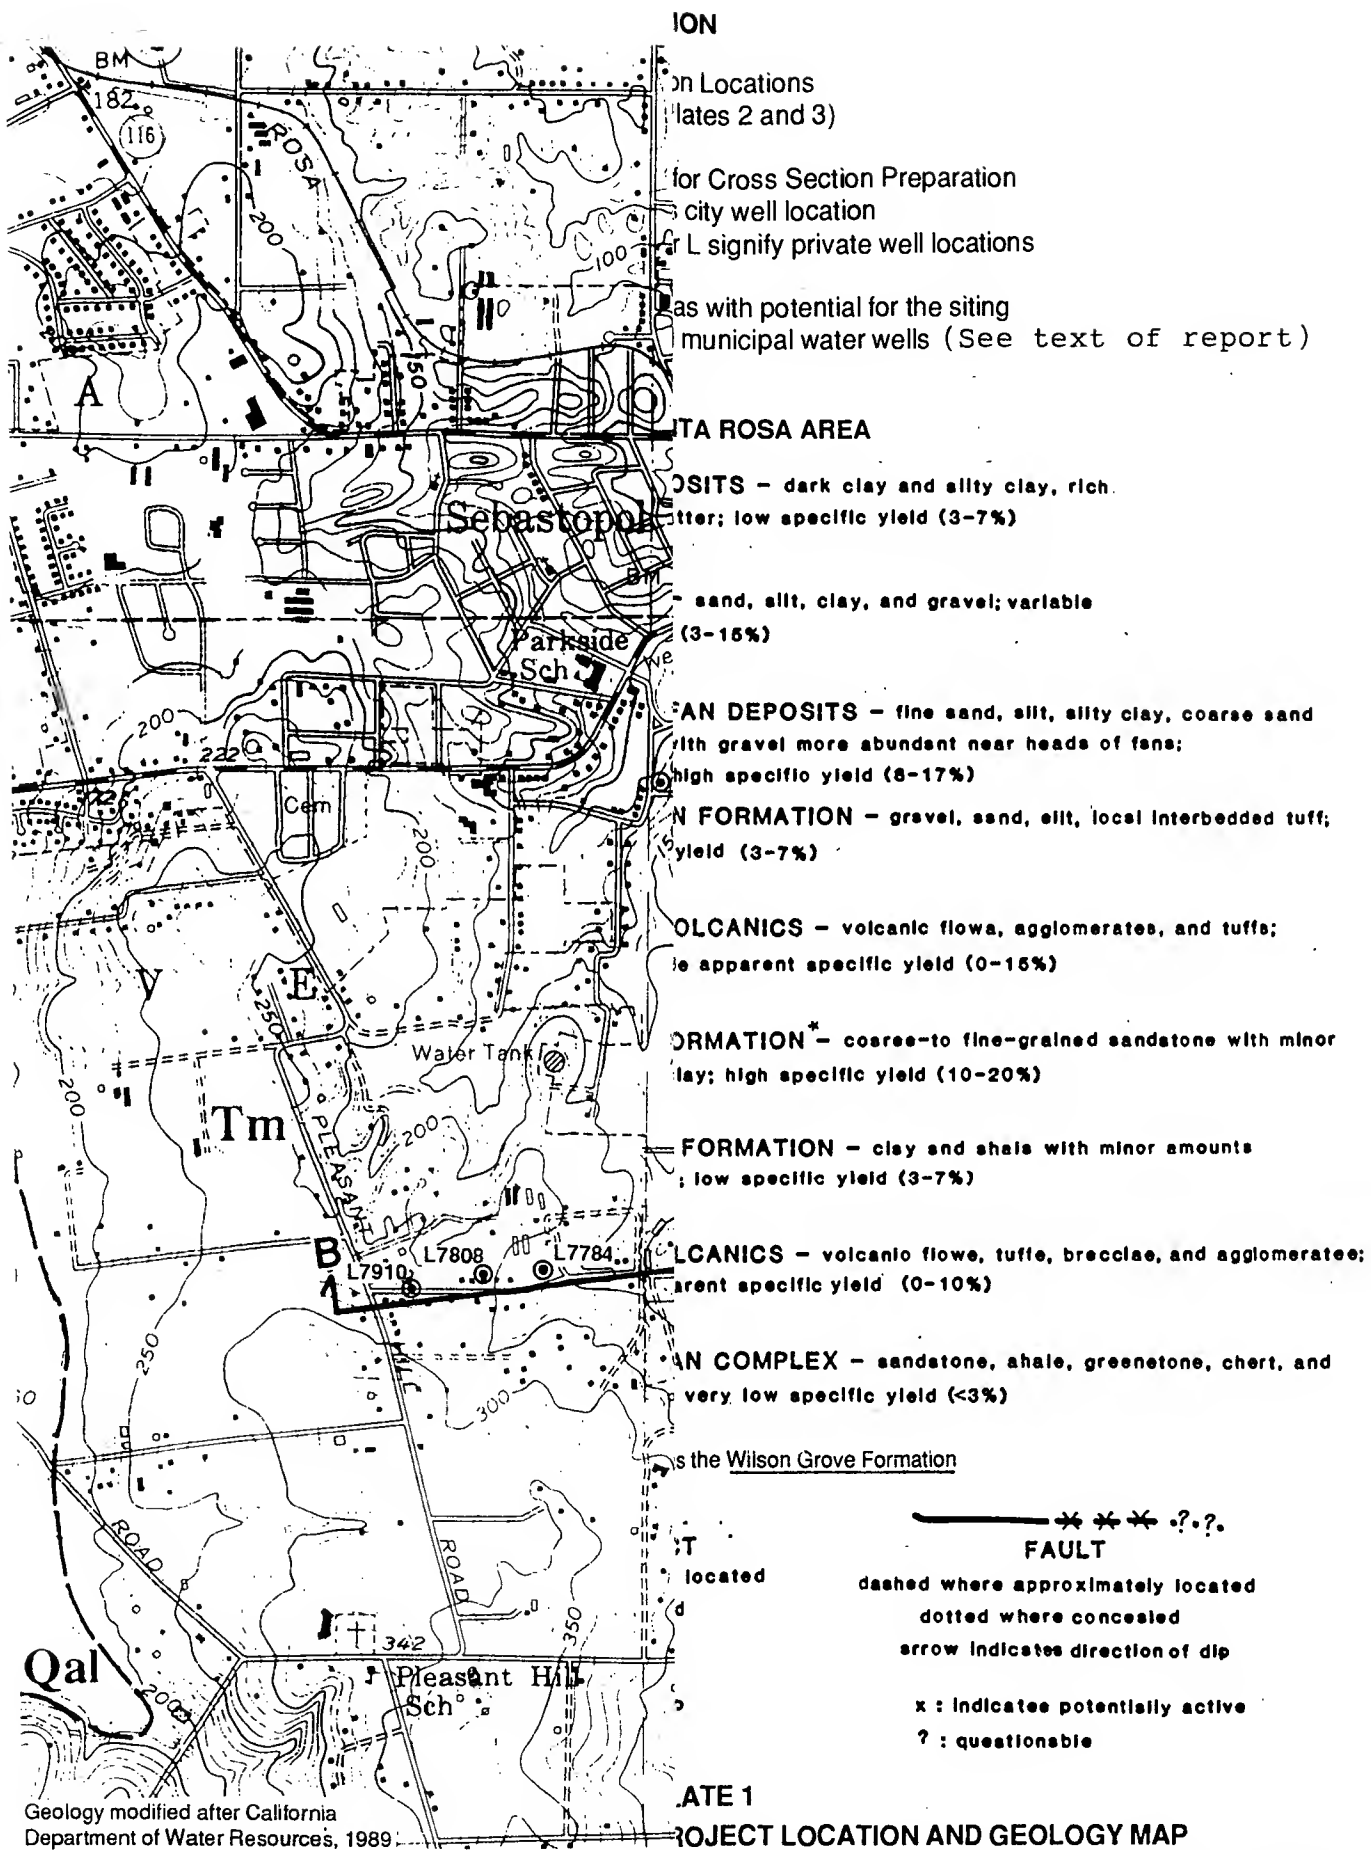 ION
on Locations
lates 2 and 3)
for Cross Section Preparation
s city well location
r L signify private well locations
as with potential for the siting
municipal water wells (See text of report)
TA ROSA AREA
OSITS – dark clay and silty clay, rich
tter; low specific yield (3-7%)
– sand, silt, clay, and gravel; variable
(3-15%)
FAN DEPOSITS – fine sand, silt, silty clay, coarse sand
ith gravel more abundant near heads of fans;
high specific yield (8-17%)
N FORMATION – gravel, sand, silt, local interbedded tuff;
yield (3-7%)
OLCANICS – volcanic flows, agglomerates, and tuffs;
le apparent specific yield (0-15%)
ORMATION* – coarse-to fine-grained sandstone with minor
lay; high specific yield (10-20%)
FORMATION – clay and shale with minor amounts
; low specific yield (3-7%)
LCANICS – volcanic flows, tuffs, brecciae, and agglomerates;
arent specific yield (0-10%)
AN COMPLEX – sandstone, shale, greenstone, chert, and
very low specific yield (<3%)
s the Wilson Grove Formation
CT
located
d
?.?.
FAULT
dashed where approximately located
dotted where concealed
arrow indicates direction of dip
x : indicates potentially active
? : questionable
ATE 1
ROJECT LOCATION AND GEOLOGY MAP
BM
182
116
ROSA
200
100
A
150
Sebastopol
BM
Parkside
Sch
We
200
222
222
Cem
200
V
E
250
Water Tank
200
Tm
PLEASANT
200
B
L7910
L7808
L7784
HILL
250
300
50
ROAD
ROAD
350
342
Qal
Pleasant Hill
Sch
200
Geology modified after California
Department of Water Resources, 1989